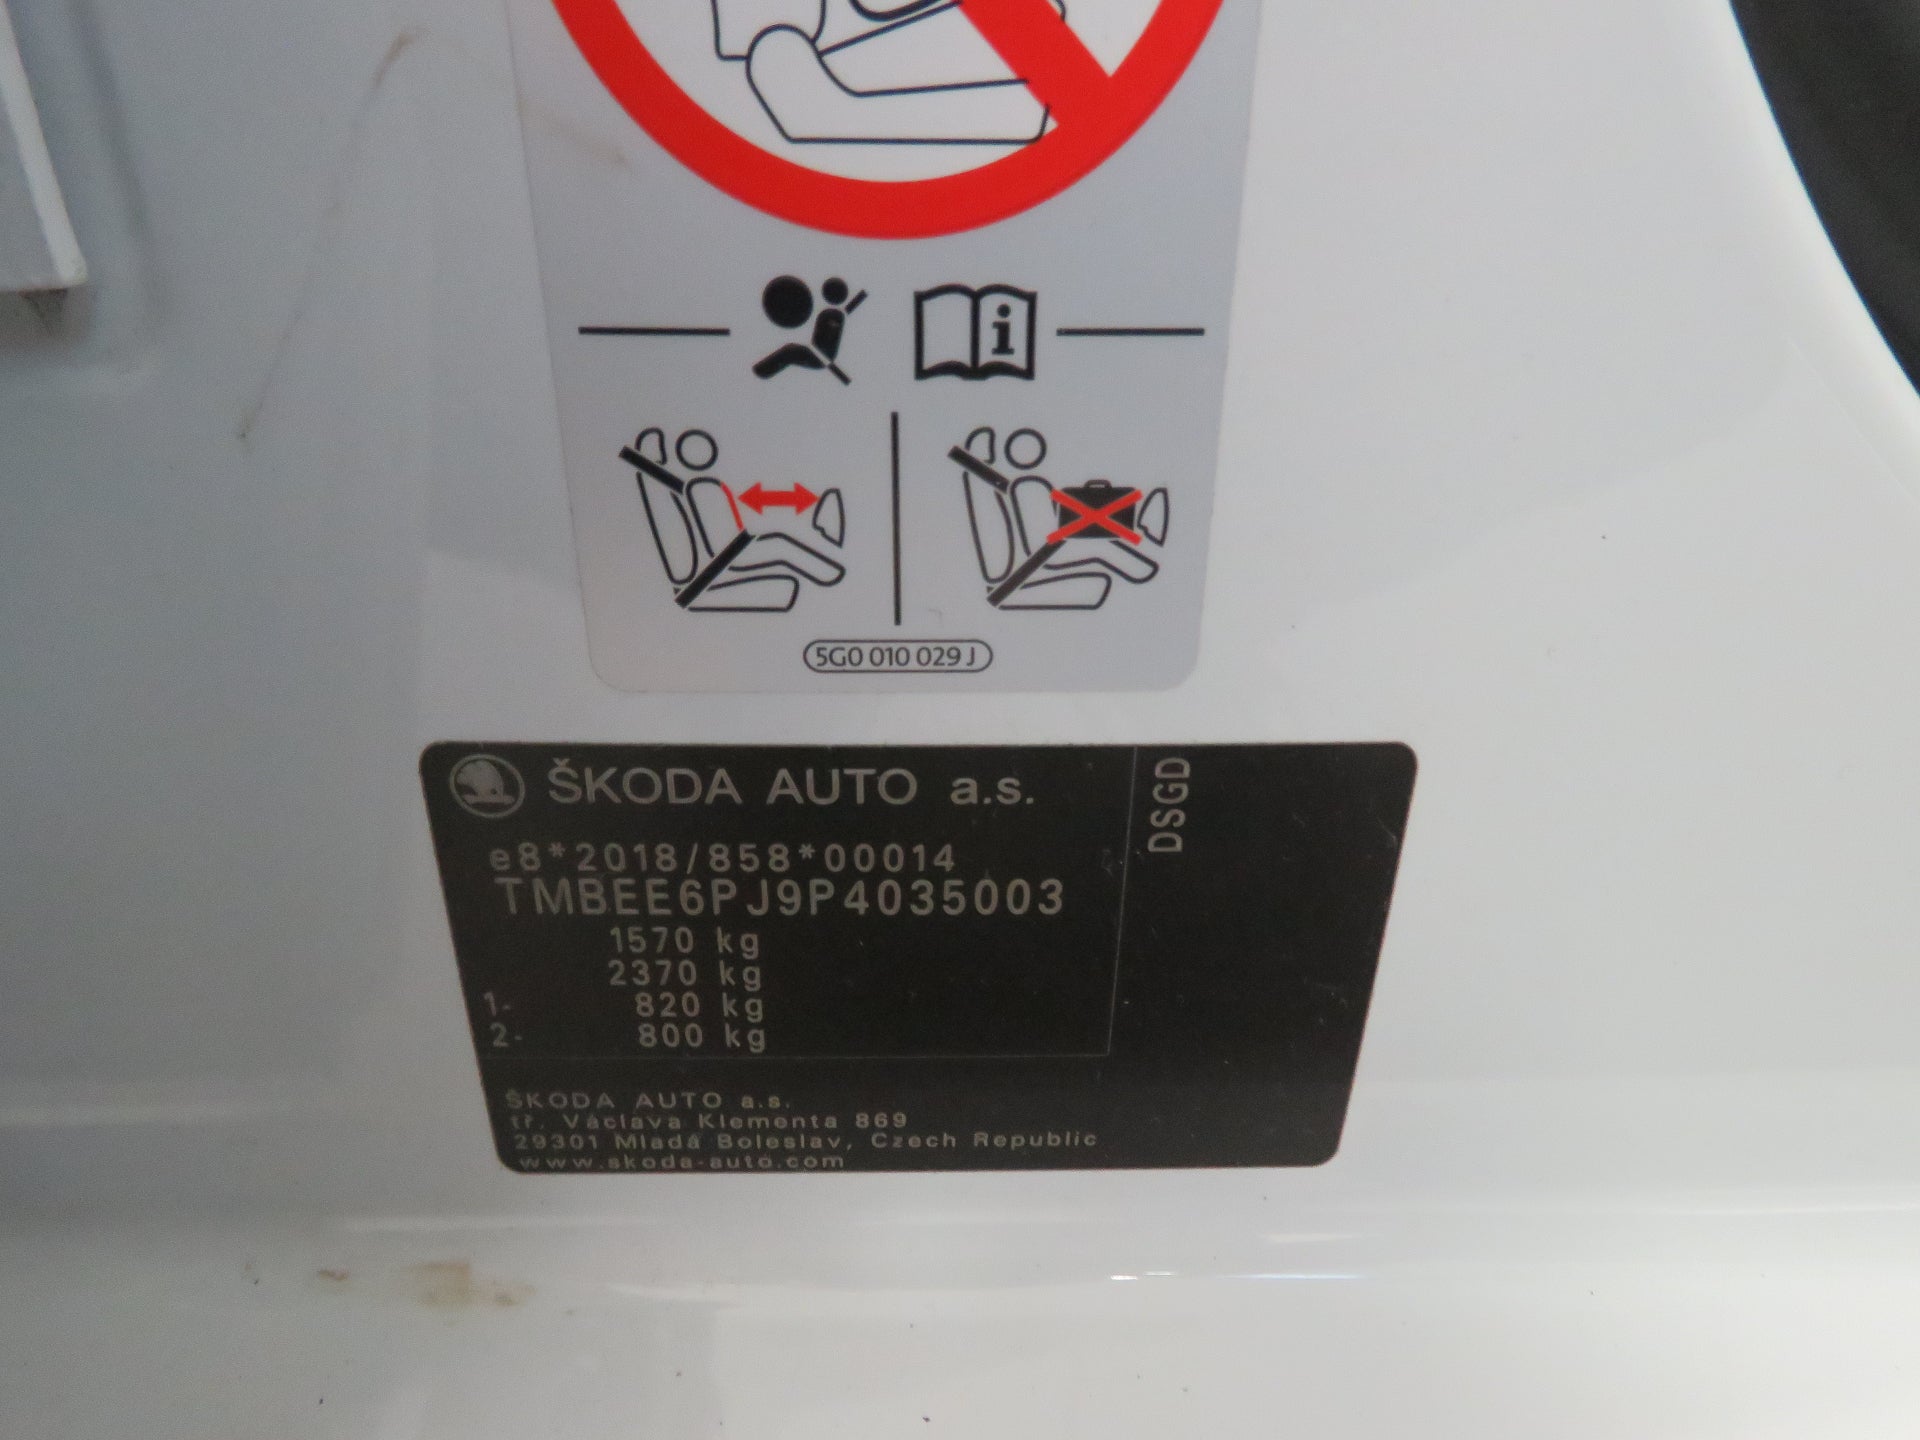 5G0 010 029 J
ŠKODA AUTO a.s.
DSGD
e8*2018/858*00014
TMBEE6PJ9P4035003
1570 kg
2370 kg
1- 820 kg
2- 800 kg
ŠKODA AUTO a.s.
tř. Václava Klementa 869
29301 Mladá Boleslav, Czech Republic
www.skoda-auto.com